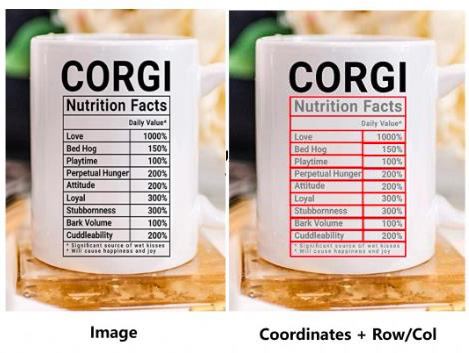 CORGI
Nutrition Facts
Daily Value*
Love 1000%
Bed Hog 150%
Playtime 100%
Perpetual Hunger 200%
Attitude 200%
Loyal 300%
Stubbornness 300%
Bark Volume 100%
Cuddleability 200%
* Significant source of wet kisses
* Will cause happiness and joy
CORGI
Nutrition Facts
Daily Value*
Love 1000%
Bed Hog 150%
Playtime 100%
Perpetual Hunger 200%
Attitude 200%
Loyal 300%
Stubbornness 300%
Bark Volume 100%
Cuddleability 200%
* Significant source of wet kisses
* Will cause happiness and joy
Image
Coordinates + Row/Col